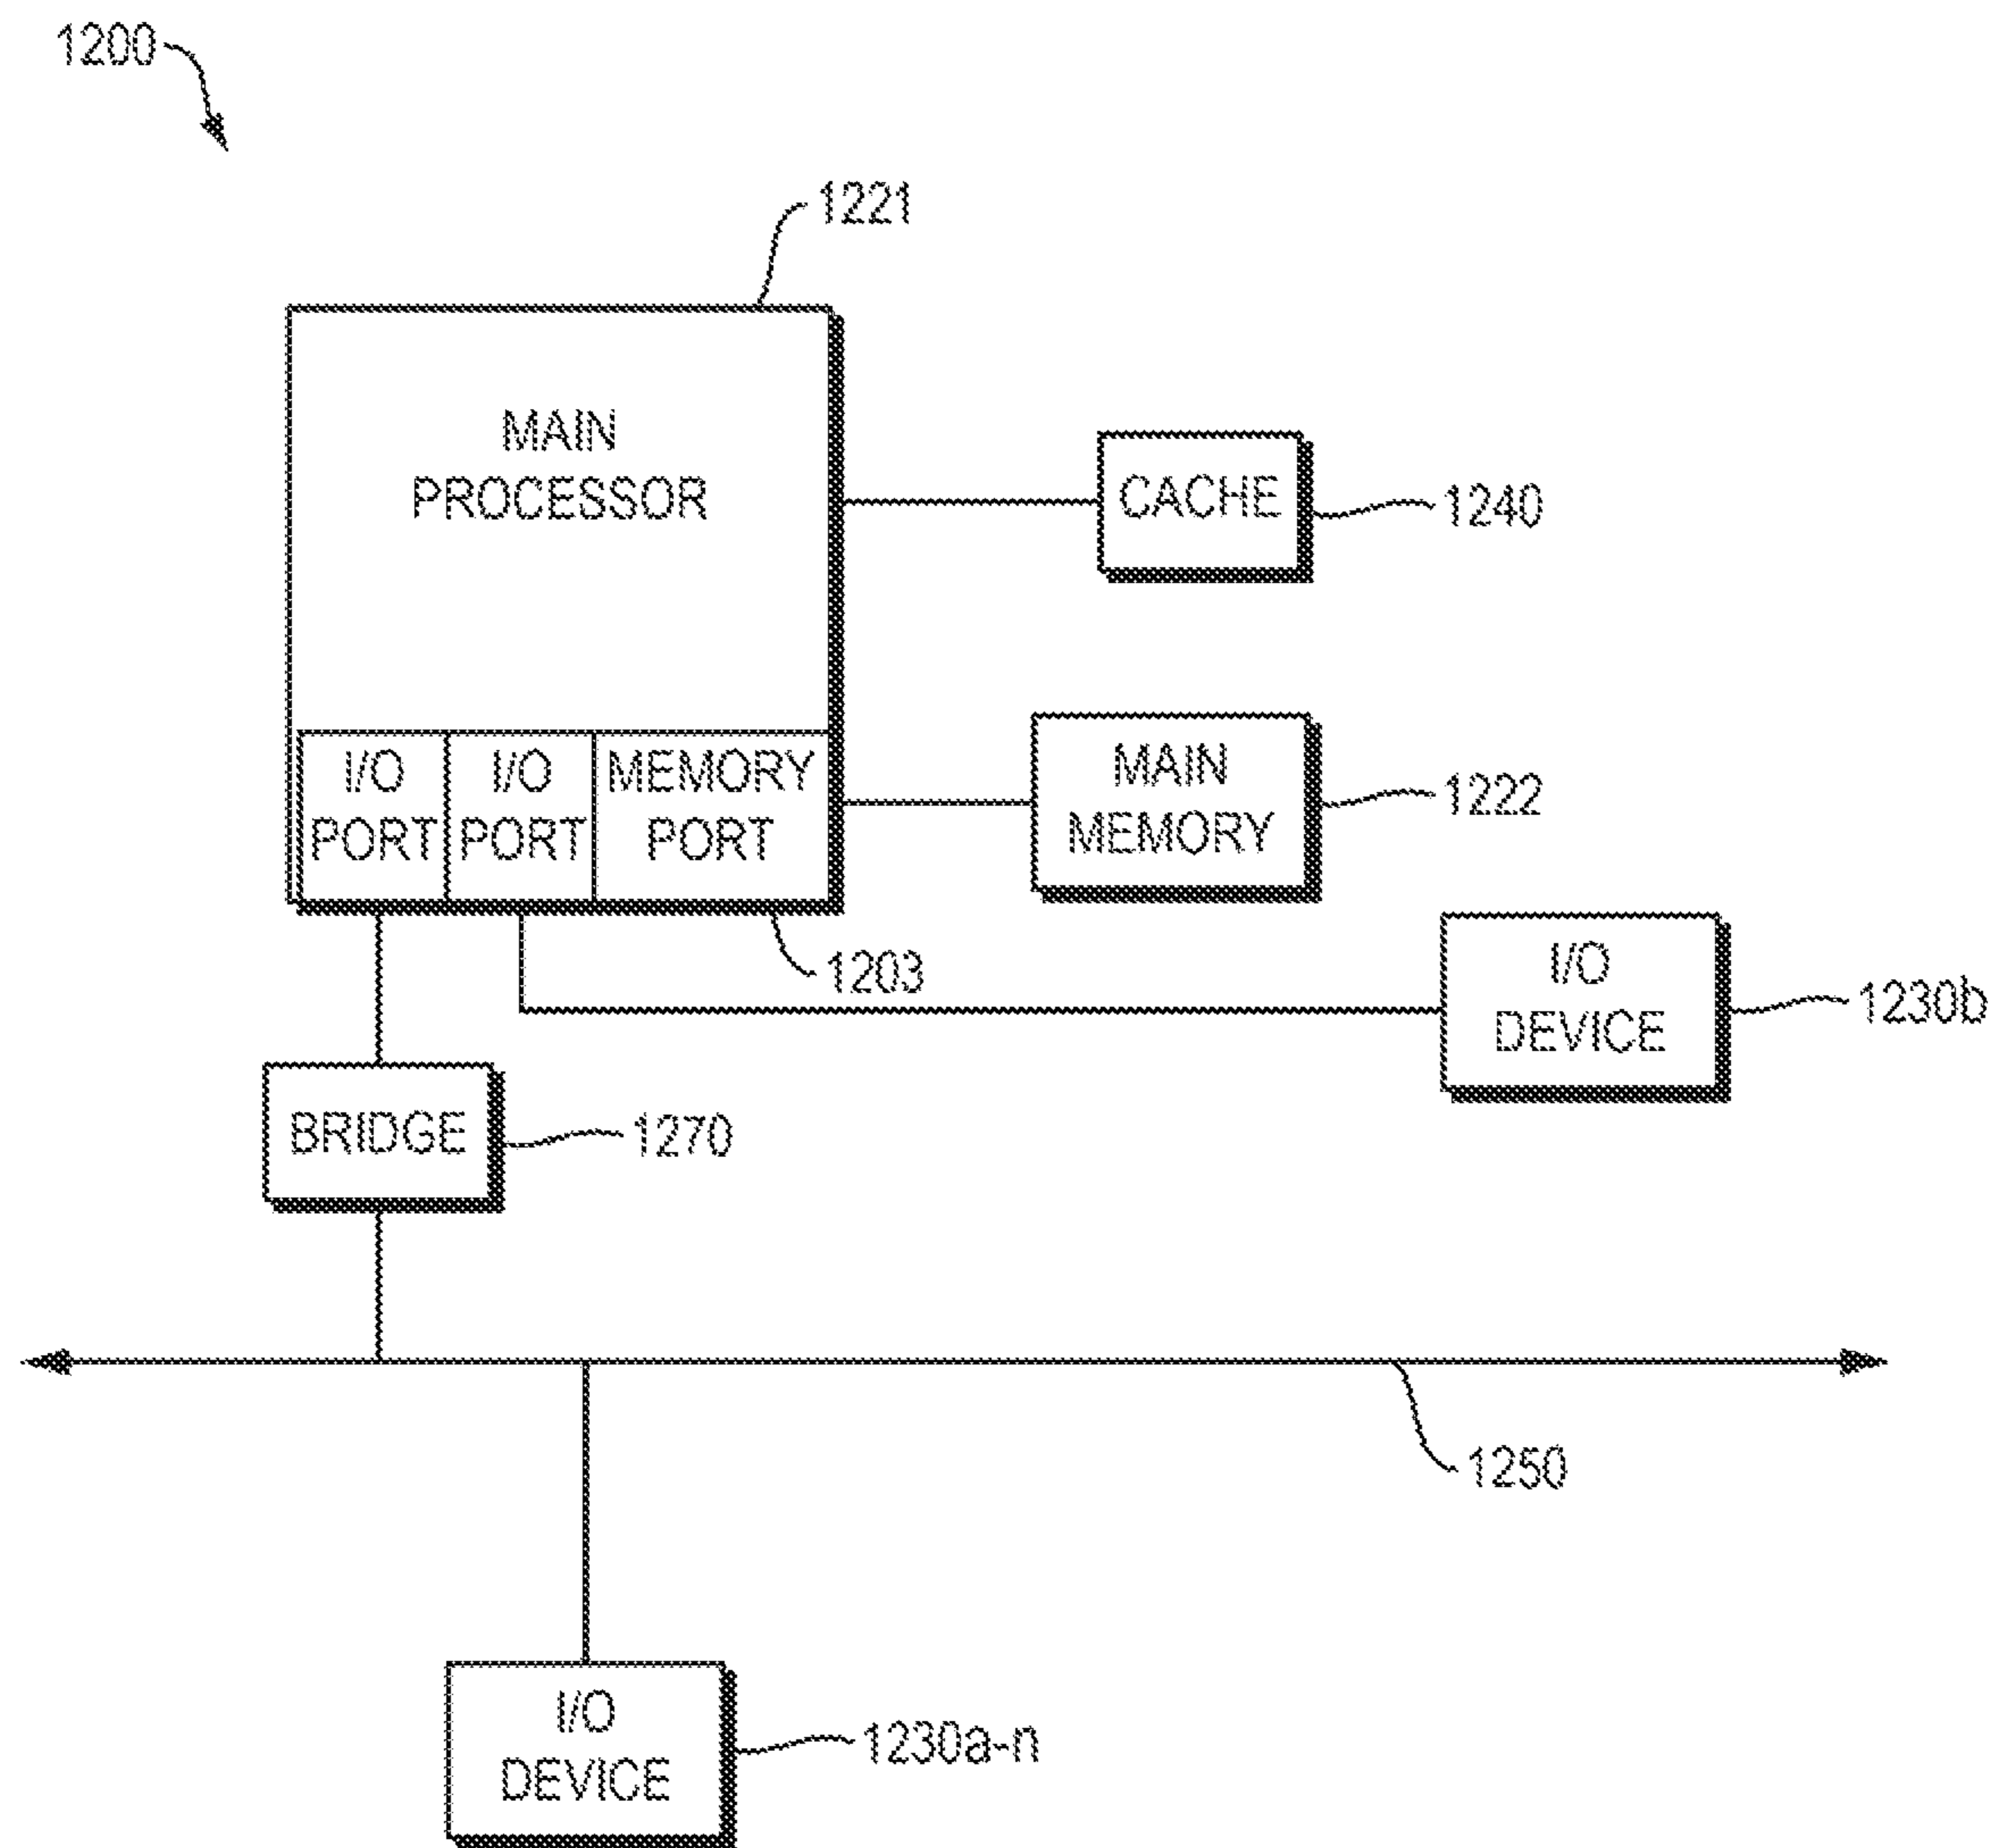 1200
1221
MAIN
PROCESSOR
CACHE
1240
I/O
PORT
I/O
PORT
MEMORY
PORT
MAIN
MEMORY
1222
1203
I/O
DEVICE
1230b
BRIDGE
1270
1250
I/O
DEVICE
1230a-n